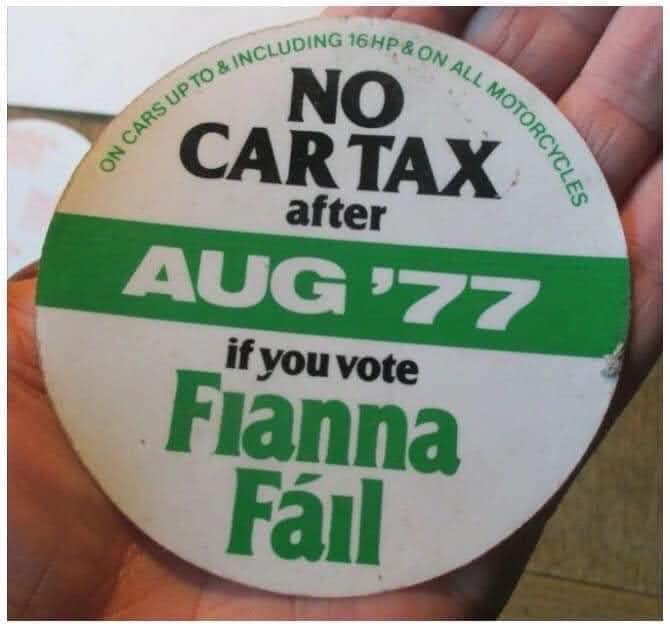 ON CARS UP TO & INCLUDING 16HP & ON ALL MOTORCYCLES
NO
CAR TAX
after
AUG '77
if you vote
Fianna
Fáil